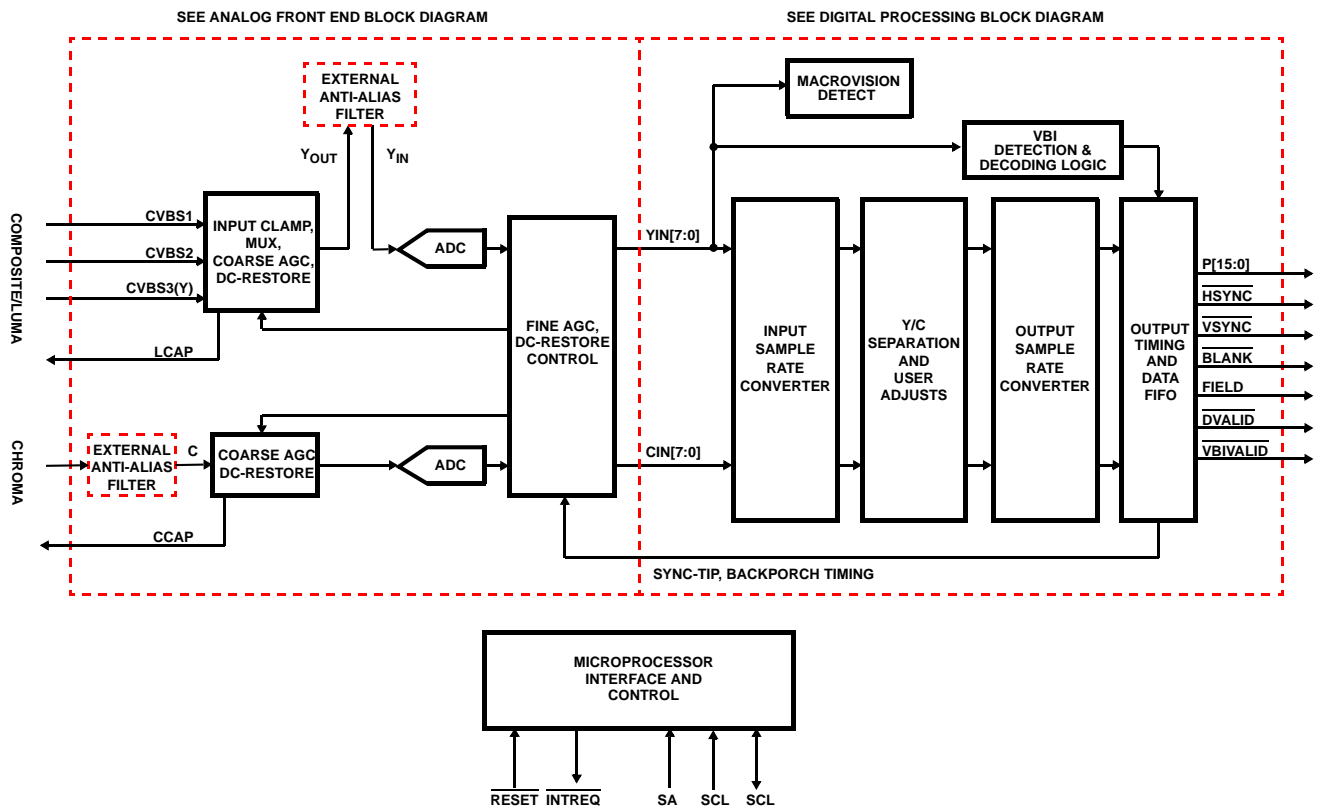 SEE ANALOG FRONT END BLOCK DIAGRAM
SEE DIGITAL PROCESSING BLOCK DIAGRAM
EXTERNAL
ANTI-ALIAS
FILTER
YOUT
YIN
MACROVISION
DETECT
VBI
DETECTION &
DECODING LOGIC
COMPOSITE/LUMA
CVBS1
CVBS2
CVBS3(Y)
LCAP
INPUT CLAMP,
MUX,
COARSE AGC,
DC-RESTORE
ADC
FINE AGC,
DC-RESTORE
CONTROL
YIN[7:0]
CIN[7:0]
INPUT
SAMPLE
RATE
CONVERTER
Y/C
SEPARATION
AND
USER
ADJUSTS
OUTPUT
SAMPLE
RATE
CONVERTER
OUTPUT
TIMING
AND
DATA
FIFO
P[15:0]
HSYNC
VSYNC
BLANK
FIELD
DVALID
VBIVALID
CHROMA
EXTERNAL
ANTI-ALIAS
FILTER
C
COARSE AGC
DC-RESTORE
ADC
CCAP
SYNC-TIP, BACKPORCH TIMING
MICROPROCESSOR
INTERFACE AND
CONTROL
RESET
INTREQ
SA
SCL
SCL